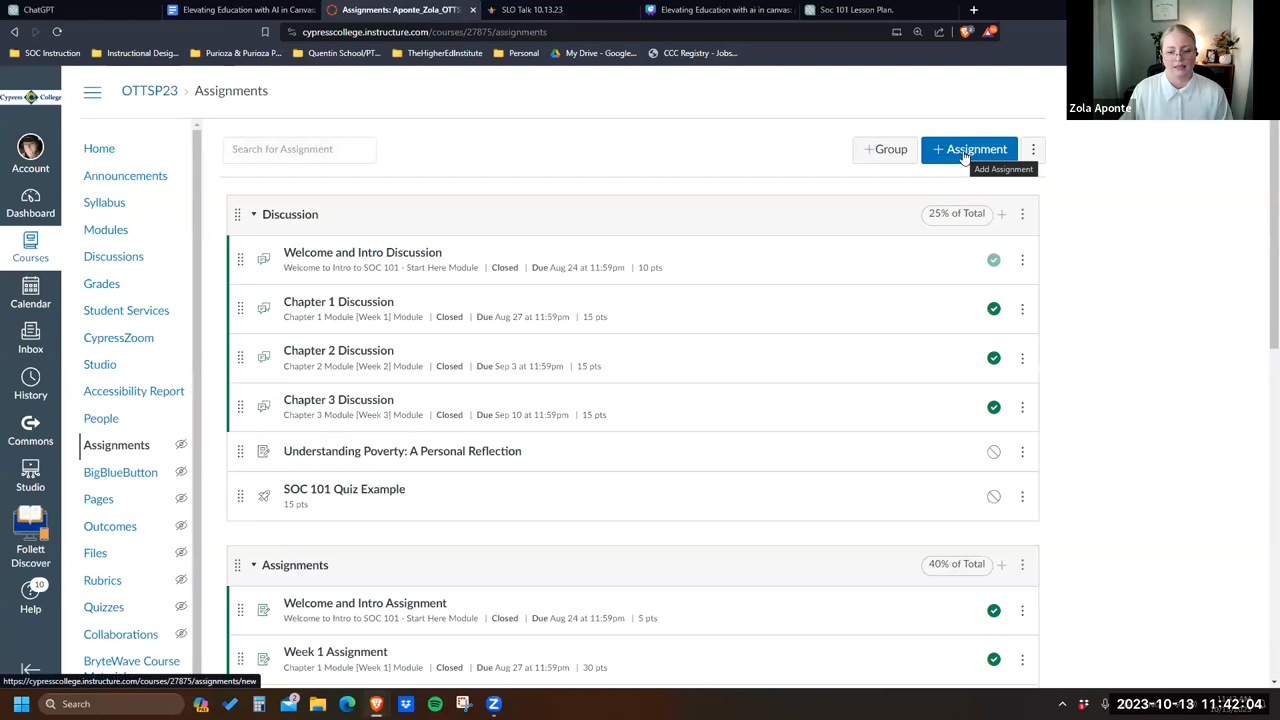 ChatGPT
Elevating Education with AI in Canvas
Assignments: Aponte_Zola_OTTS
SLO Talk 10.13.23
Elevating Education with AI in canvas:
Soc 101 Lesson Plan.
cypresscollege.instructure.com/courses/27875/assignments
SOC Instruction
Instructional Desig...
Purioza & Purioza P...
Quentin School/PT...
TheHigherEdInstitute
Personal
My Drive - Google...
CCC Registry - Jobs...
Zola Aponte
Cypress College
OTTSP23 › Assignments
Account
Dashboard
Courses
Calendar
Inbox
History
Commons
Studio
Follett
Discover
10
Help
Home
Announcements
Syllabus
Modules
Discussions
Grades
Student Services
CypressZoom
Studio
Accessibility Report
People
Assignments
BigBlueButton
Pages
Outcomes
Files
Rubrics
Quizzes
Collaborations
BryteWave Course
Search for Assignment
+Group
+ Assignment
Add Assignment
Discussion
25% of Total
Welcome and Intro Discussion
Welcome to Intro to SOC 101 - Start Here Module | Closed | Due Aug 24 at 11:59pm | 10 pts
Chapter 1 Discussion
Chapter 1 Module [Week 1] Module | Closed | Due Aug 27 at 11:59pm | 15 pts
Chapter 2 Discussion
Chapter 2 Module [Week 2] Module | Closed | Due Sep 3 at 11:59pm | 15 pts
Chapter 3 Discussion
Chapter 3 Module [Week 3] Module | Closed | Due Sep 10 at 11:59pm | 15 pts
Understanding Poverty: A Personal Reflection
SOC 101 Quiz Example
15 pts
Assignments
40% of Total
Welcome and Intro Assignment
Welcome to Intro to SOC 101 - Start Here Module | Closed | Due Aug 24 at 11:59pm | 5 pts
Week 1 Assignment
Chapter 1 Module [Week 1] Module | Closed | Due Aug 27 at 11:59pm | 30 pts
https://cypresscollege.instructure.com/courses/27875/assignments/new
Search
2023-10-13 11:42:04